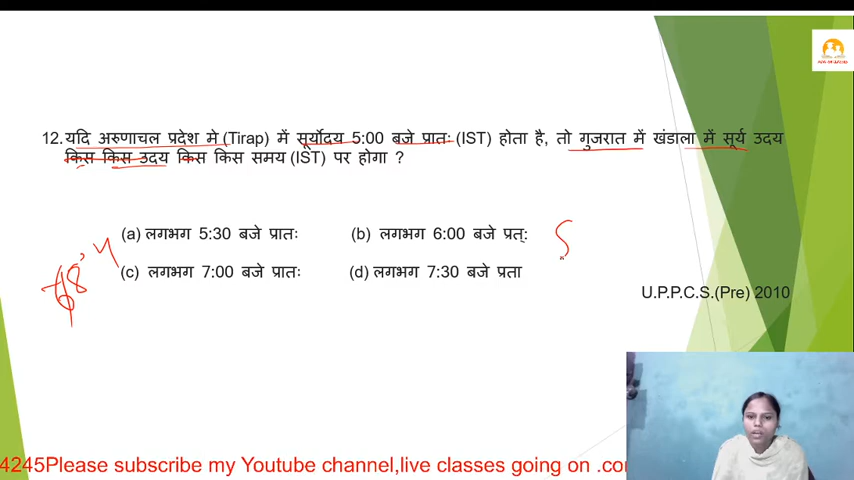 12. यदि अरुणाचल प्रदेश मे (Tirap) में सूर्योदय 5:00 बजे प्रातः (IST) होता है, तो गुजरात में खंडाला में सूर्य उदय
किस किस उदय किस किस समय (IST) पर होगा ?
(a) लगभग 5:30 बजे प्रातः (b) लगभग 6:00 बजे प्रत्:
(c) लगभग 7:00 बजे प्रातः (d) लगभग 7:30 बजे प्रता
U.P.P.C.S.(Pre) 2010
4245Please subscribe my Youtube channel,live classes going on .con